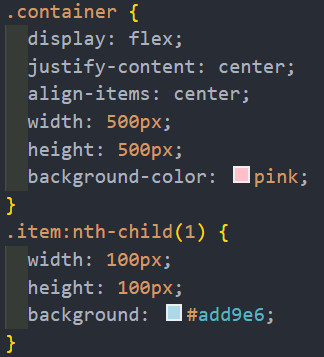 .container {
display: flex;
justify-content: center;
align-items: center;
width: 500px;
height: 500px;
background-color: pink;
}
.item:nth-child(1) {
width: 100px;
height: 100px;
background: #add9e6;
}